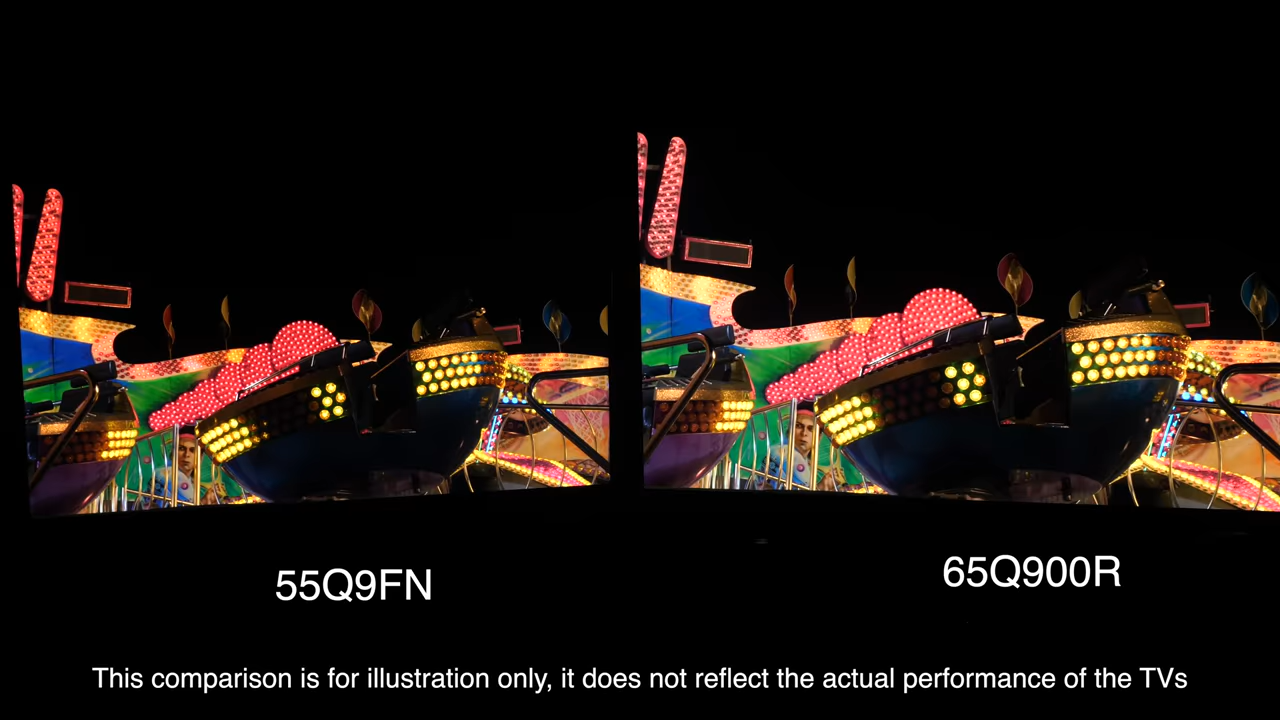 55Q9FN
65Q900R
This comparison is for illustration only, it does not reflect the actual performance of the TVs